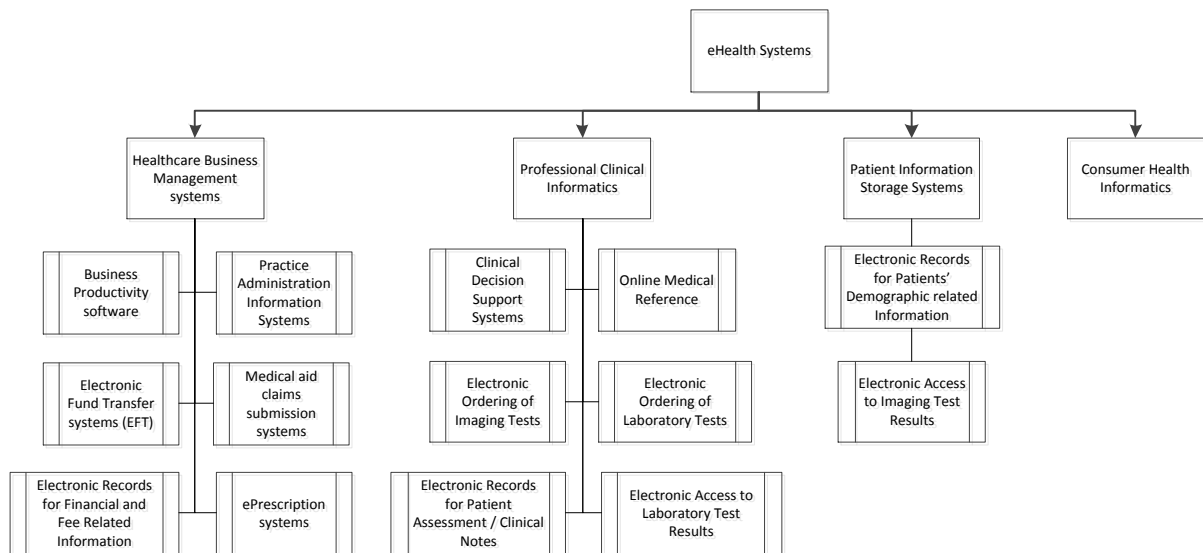 eHealth Systems
Healthcare Business
Management
systems
Professional Clinical
Informatics
Patient Information
Storage Systems
Consumer Health
Informatics
Business
Productivity
software
Practice
Administration
Information
Systems
Clinical
Decision
Support
Systems
Online Medical
Reference
Electronic Records
for Patients’
Demographic related
Information
Electronic
Fund Transfer
systems (EFT)
Medical aid
claims
submission
systems
Electronic
Ordering of
Imaging Tests
Electronic
Ordering of
Laboratory Tests
Electronic Access
to Imaging Test
Results
Electronic Records
for Financial and
Fee Related
Information
ePrescription
systems
Electronic Records
for Patient
Assessment / Clinical
Notes
Electronic Access to
Laboratory Test
Results